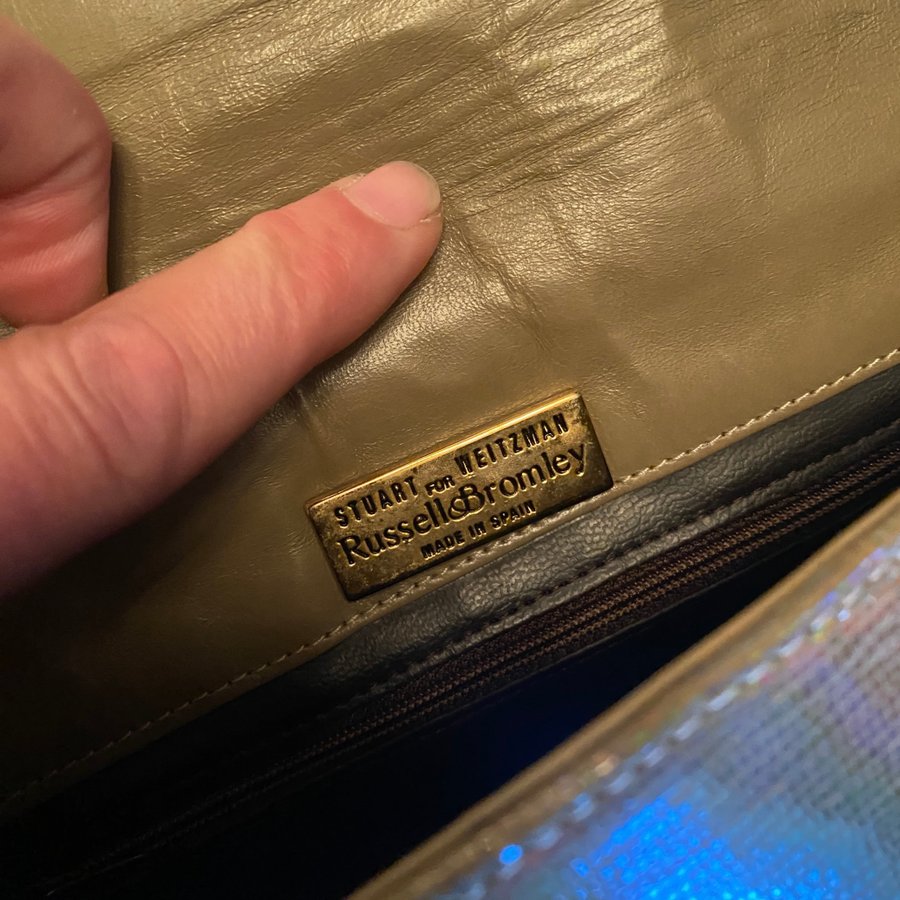 STUART FOR WEITZMAN
Russell&Bromley
MADE IN SPAIN